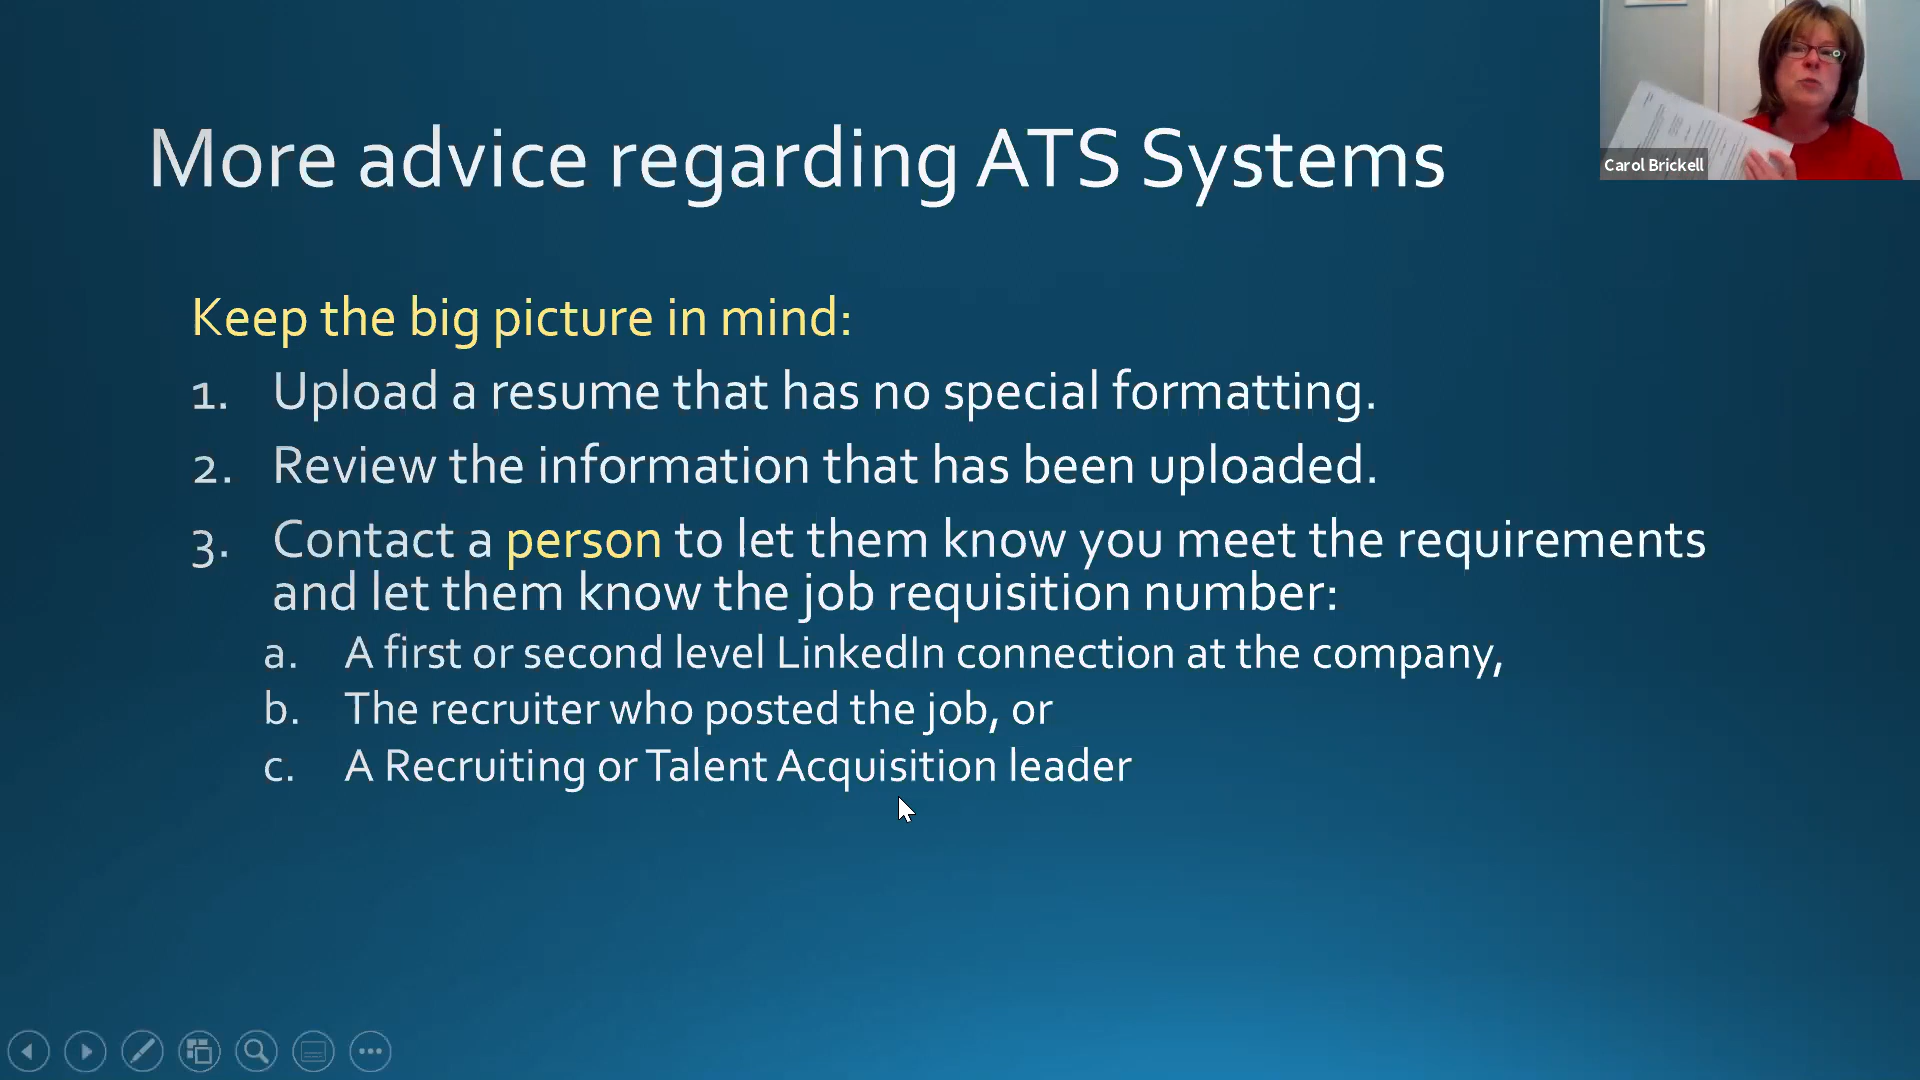 More advice regarding ATS Systems
Carol Brickell
Keep the big picture in mind:
1. Upload a resume that has no special formatting.
2. Review the information that has been uploaded.
3. Contact a person to let them know you meet the requirements
and let them know the job requisition number:
a. A first or second level LinkedIn connection at the company,
b. The recruiter who posted the job, or
c. A Recruiting or Talent Acquisition leader